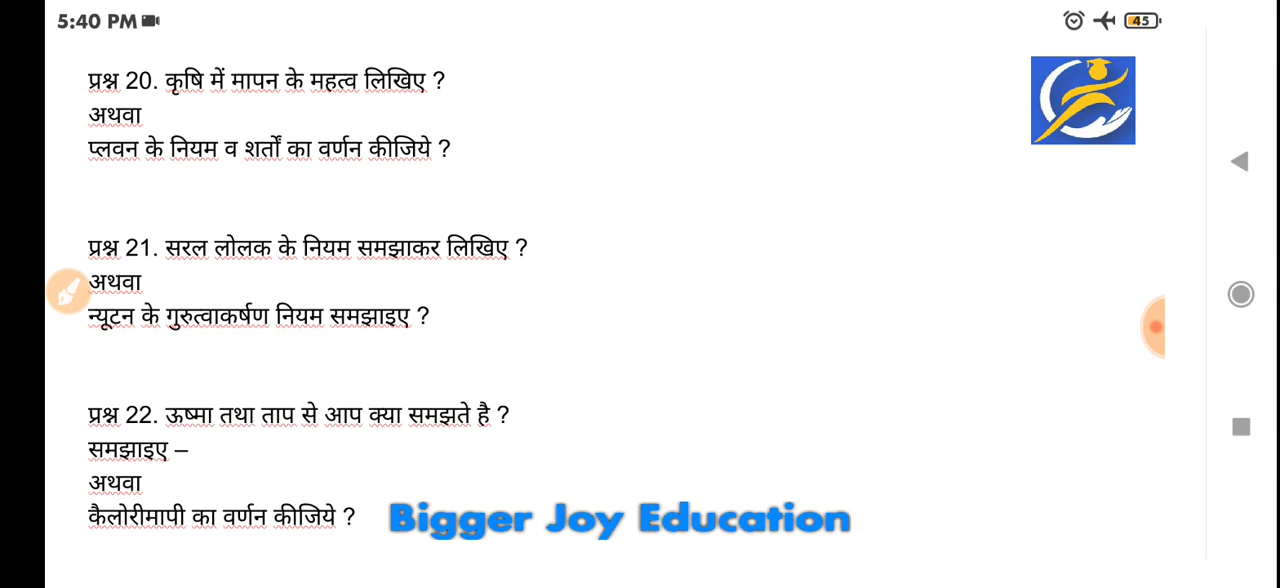 5:40 PM
45
प्रश्न 20. कृषि में मापन के महत्व लिखिए ?
अथवा
प्लवन के नियम व शर्तों का वर्णन कीजिये ?
प्रश्न 21. सरल लोलक के नियम समझाकर लिखिए ?
अथवा
न्यूटन के गुरुत्वाकर्षण नियम समझाइए ?
प्रश्न 22. ऊष्मा तथा ताप से आप क्या समझते है ?
समझाइए –
अथवा
कैलोरीमापी का वर्णन कीजिये ?
Bigger Joy Education